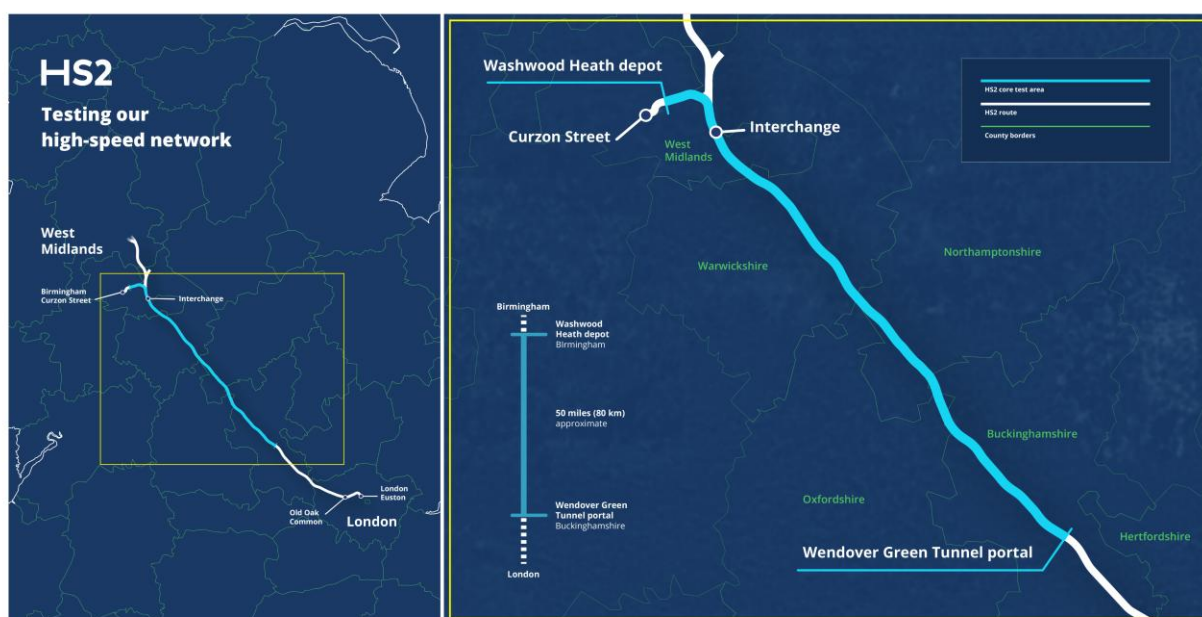 HS2
Testing our
high-speed network
West
Midlands
Birmingham
Curzon Street
Interchange
London
Euston
Old Oak
Common
London
Washwood Heath depot
Curzon Street
Interchange
West
Midlands
HS2 core test area
HS2 route
County borders
Northamptonshire
Warwickshire
Birmingham
Washwood
Heath depot
Birmingham
50 miles (80 km)
approximate
Buckinghamshire
Oxfordshire
Wendover Green
Tunnel portal
Buckinghamshire
London
Hertfordshire
Wendover Green Tunnel portal